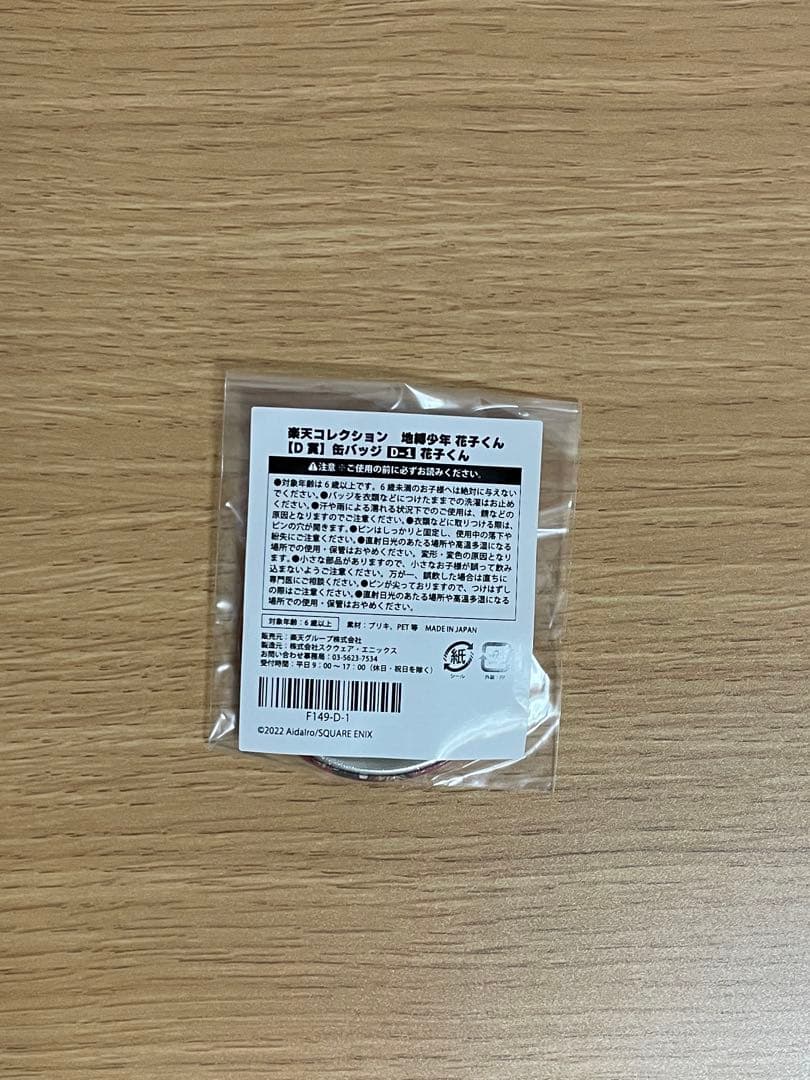 楽天コレクション 地縛少年 花子くん
【D 賞】缶バッジ D-1 花子くん
⚠注意 ※ご使用の前に必ずお読みください。
●対象年齢は6歳以上です。6歳未満のお子様へは絶対に与えない
でください。●バッジを衣類などにつけたままでの洗濯はお止め
ください。●汗や雨による濡れる状況下でのご使用は、錆などの
原因となりますのでご注意ください。●衣類などに取りつける際は、
ピンの穴が開きます。●ピンはしっかりと固定し、使用中の落下や
紛失にご注意ください。●直射日光のあたる場所や高温多湿になる
場所での使用・保管はおやめください。変形・変色の原因となり
ます。●小さな部品がありますので、小さなお子様が誤って飲み
込まないようご注意ください。万が一、誤飲した場合は直ちに
専門医にご相談ください。●ピンが尖っておりますので、つけはずし
の際はご注意ください。●直射日光のあたる場所や高温多湿になる
場所での使用・保管はおやめください。
対象年齢:6歳以上 素材:ブリキ、PET 等 MADE IN JAPAN
販売元:楽天グループ株式会社
製造元:株式会社スクウェア・エニックス
お問い合わせ事務局:03-5623-7534
受付時間:平日9:00〜17:00(休日・祝日を除く)
紙
シール
プラ
外装:PP
F149-D-1
©2022 AidaIro/SQUARE ENIX